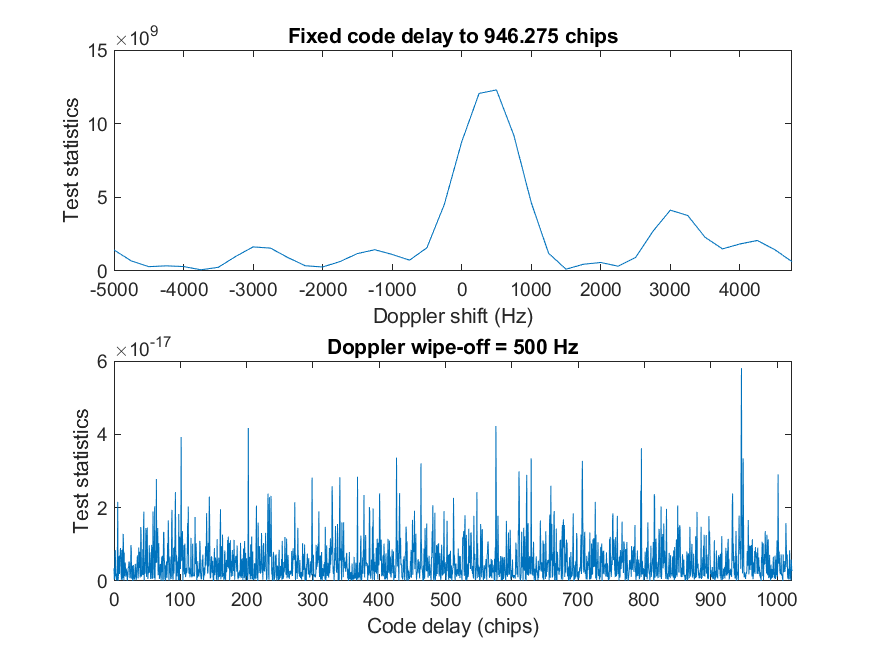 ×10^9
Fixed code delay to 946.275 chips
15
10
5
0
Test statistics
-5000 -4000 -3000 -2000 -1000 0 1000 2000 3000 4000
Doppler shift (Hz)
×10^-17
Doppler wipe-off = 500 Hz
6
4
2
0
Test statistics
0 100 200 300 400 500 600 700 800 900 1000
Code delay (chips)